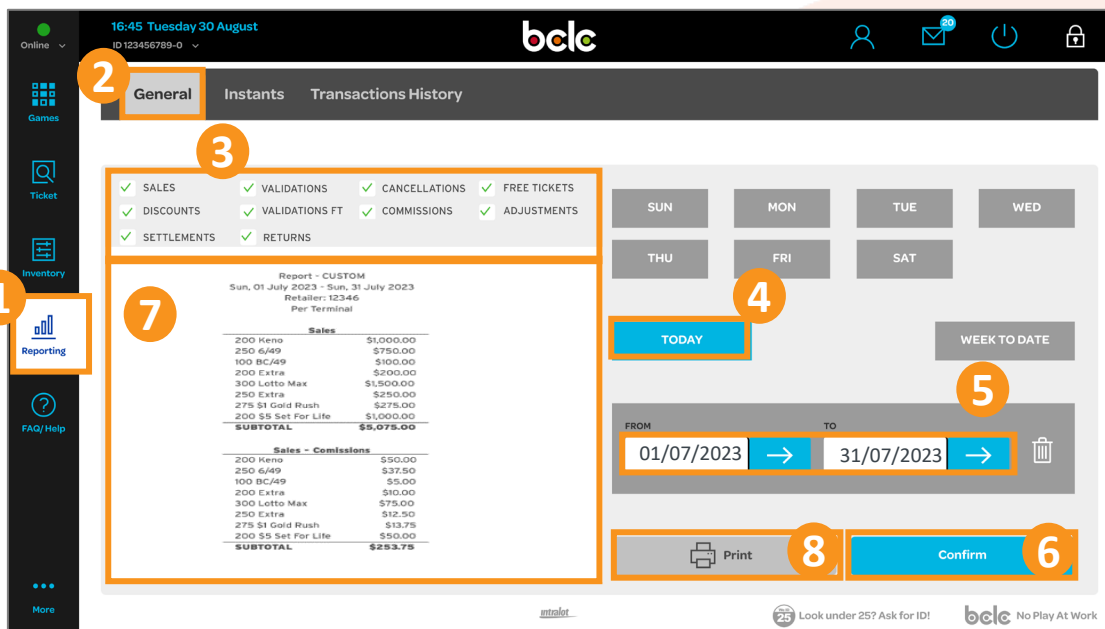 Online
16:45 Tuesday 30 August
ID 123456789-0
bclc
20
2
General Instants Transactions History
Games
3
SALES VALIDATIONS CANCELLATIONS FREE TICKETS
DISCOUNTS VALIDATIONS FT COMMISSIONS ADJUSTMENTS
SETTLEMENTS RETURNS
SUN MON TUE WED
THU FRI SAT
Ticket
Inventory
1
Reporting
FAQ/Help
More
7
Report - CUSTOM
Sun, 01 July 2023 - Sun, 31 July 2023
Retailer: 12346
Per Terminal
Sales
200 Keno $1,000.00
250 6/49 $750.00
100 BC/49 $100.00
200 Extra $200.00
300 Lotto Max $1,500.00
250 Extra $250.00
275 $1 Gold Rush $275.00
200 $5 Set For Life $1,000.00
SUBTOTAL $5,075.00
Sales - Comissions
200 Keno $50.00
250 6/49 $37.50
100 BC/49 $5.00
200 Extra $10.00
300 Lotto Max $75.00
250 Extra $12.50
275 $1 Gold Rush $13.75
200 $5 Set For Life $50.00
SUBTOTAL $253.75
4
TODAY WEEK TO DATE
5
FROM TO
01/07/2023 31/07/2023
Print 8 Confirm 6
intralot
25 Look under 25? Ask for ID! bclc No Play At Work